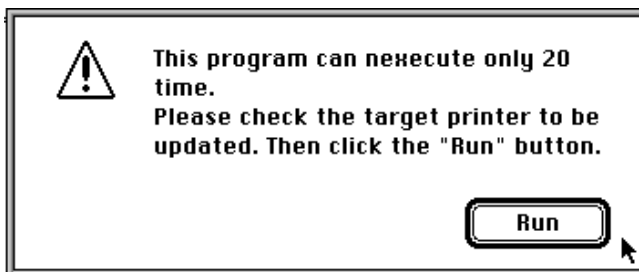 This program can nexecute only 20
time.
Please check the target printer to be
updated. Then click the "Run" button.
Run